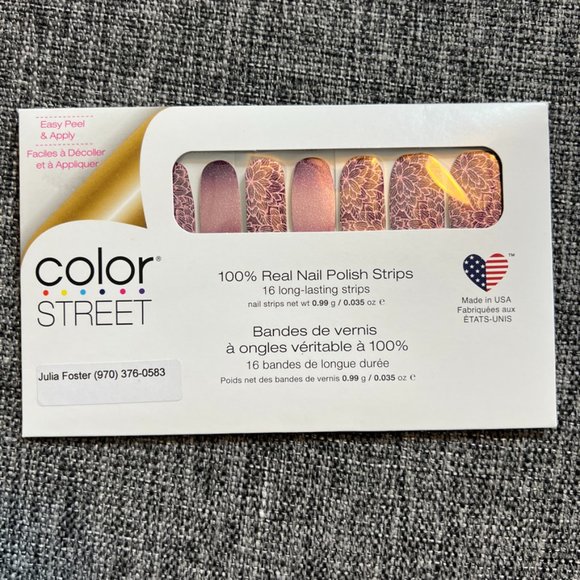 Easy Peel
& Apply
Faciles à Décoller
et à Appliquer
color®
STREET
Julia Foster (970) 376-0583
100% Real Nail Polish Strips
16 long-lasting strips
nail strips net wt 0.99 g / 0.035 oz e
Bandes de vernis
à ongles véritable à 100%
16 bandes de longue durée
Poids net des bandes de vernis 0.99 g / 0.035 oz e
™
Made in USA
Fabriquées aux
ÉTATS-UNIS